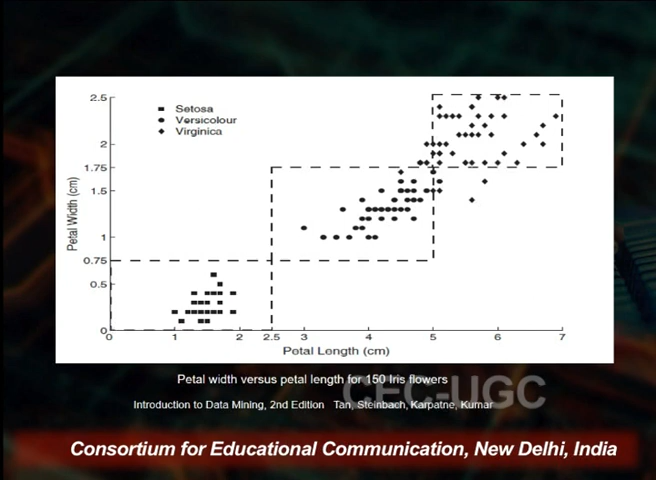 2.5
Setosa
Versicolour
Virginica
2
1.75
1.5
1
0.75
0.5
0
Petal Width (cm)
0 1 2 2.5 3 4 5 6 7
Petal Length (cm)
Petal width versus petal length for 150 Iris flowers
CEC-UGC
Introduction to Data Mining, 2nd Edition Tan, Steinbach, Karpatne, Kumar
Consortium for Educational Communication, New Delhi, India